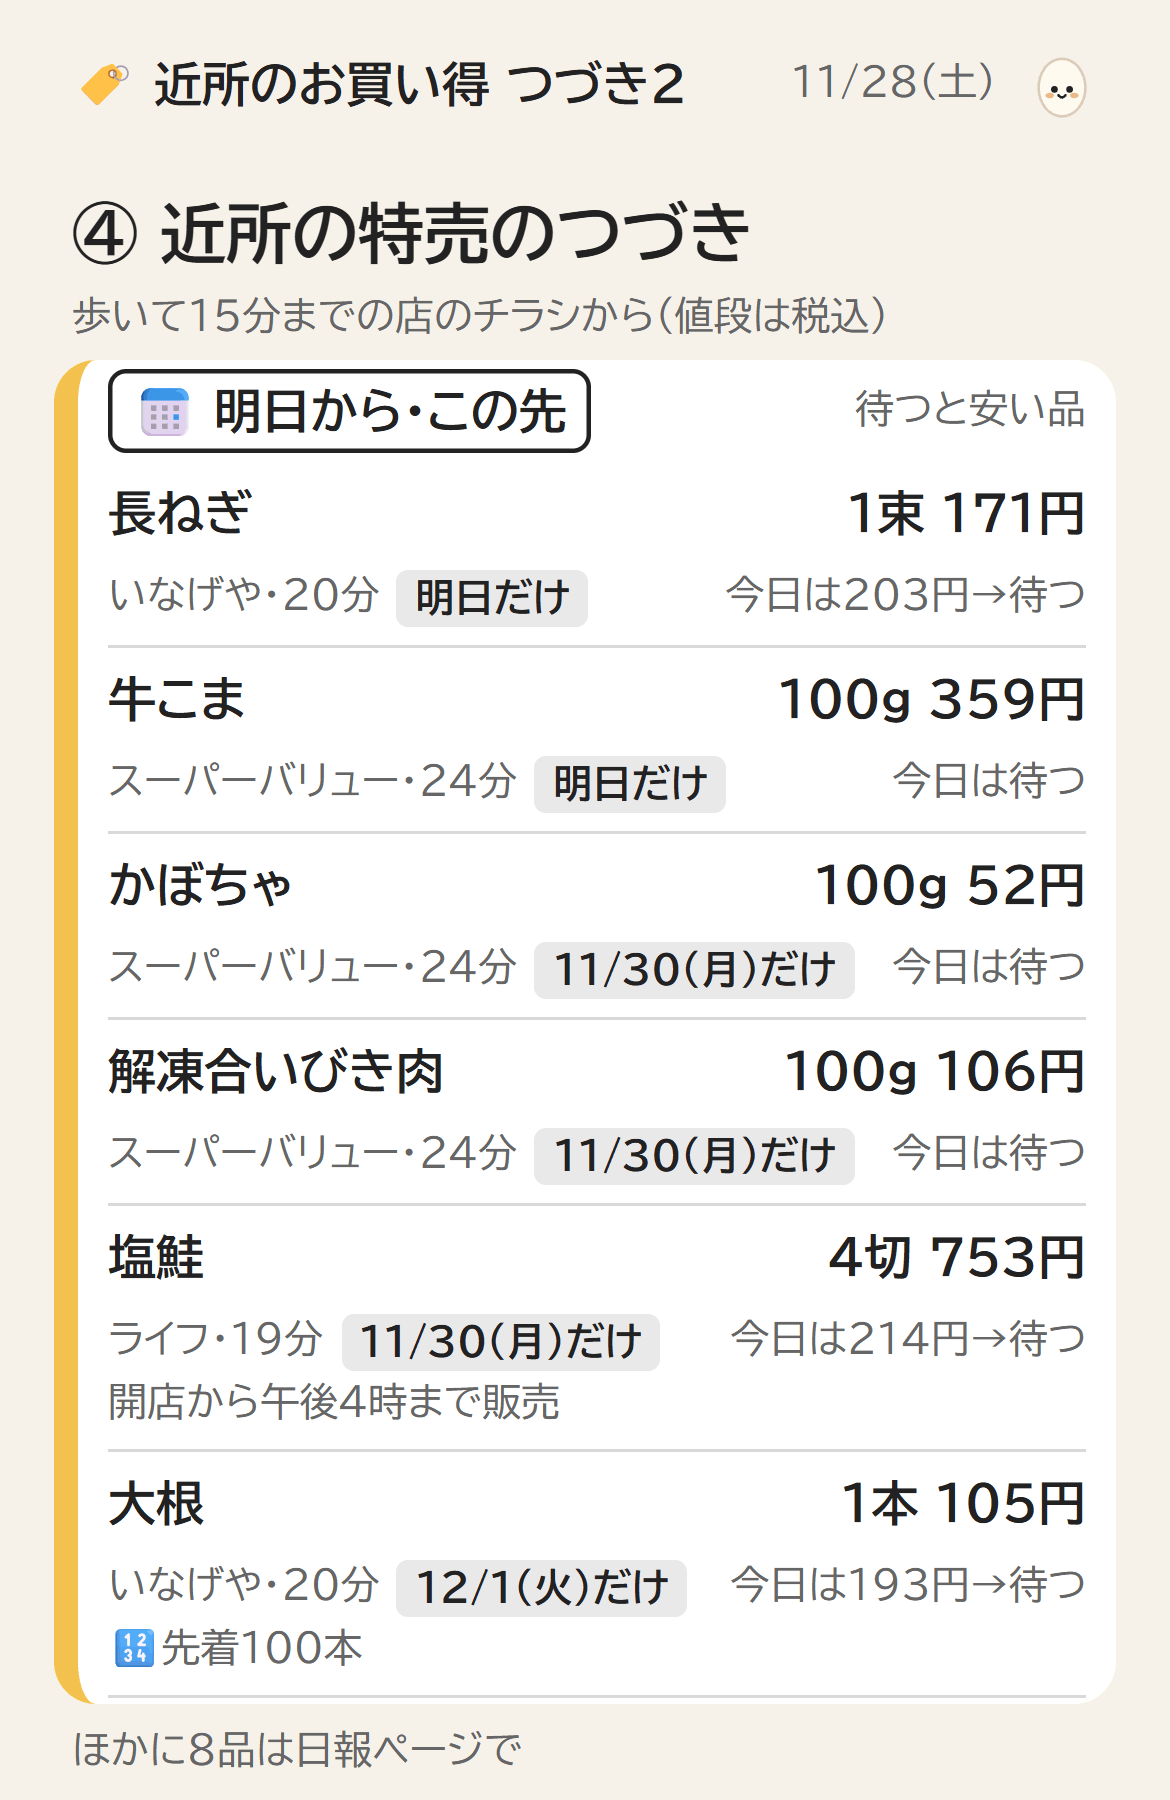 近所のお買い得 つづき2 11/28(土)
④ 近所の特売のつづき
歩いて15分までの店のチラシから(値段は税込)
明日から・この先 待つと安い品
長ねぎ 1束 171円
いなげや・20分 明日だけ 今日は203円→待つ
牛こま 100g 359円
スーパーバリュー・24分 明日だけ 今日は待つ
かぼちゃ 100g 52円
スーパーバリュー・24分 11/30(月)だけ 今日は待つ
解凍合いびき肉 100g 106円
スーパーバリュー・24分 11/30(月)だけ 今日は待つ
塩鮭 4切 753円
ライフ・19分 11/30(月)だけ 今日は214円→待つ
開店から午後4時まで販売
大根 1本 105円
いなげや・20分 12/1(火)だけ 今日は193円→待つ
🔢先着100本
ほかに8品は日報ページで